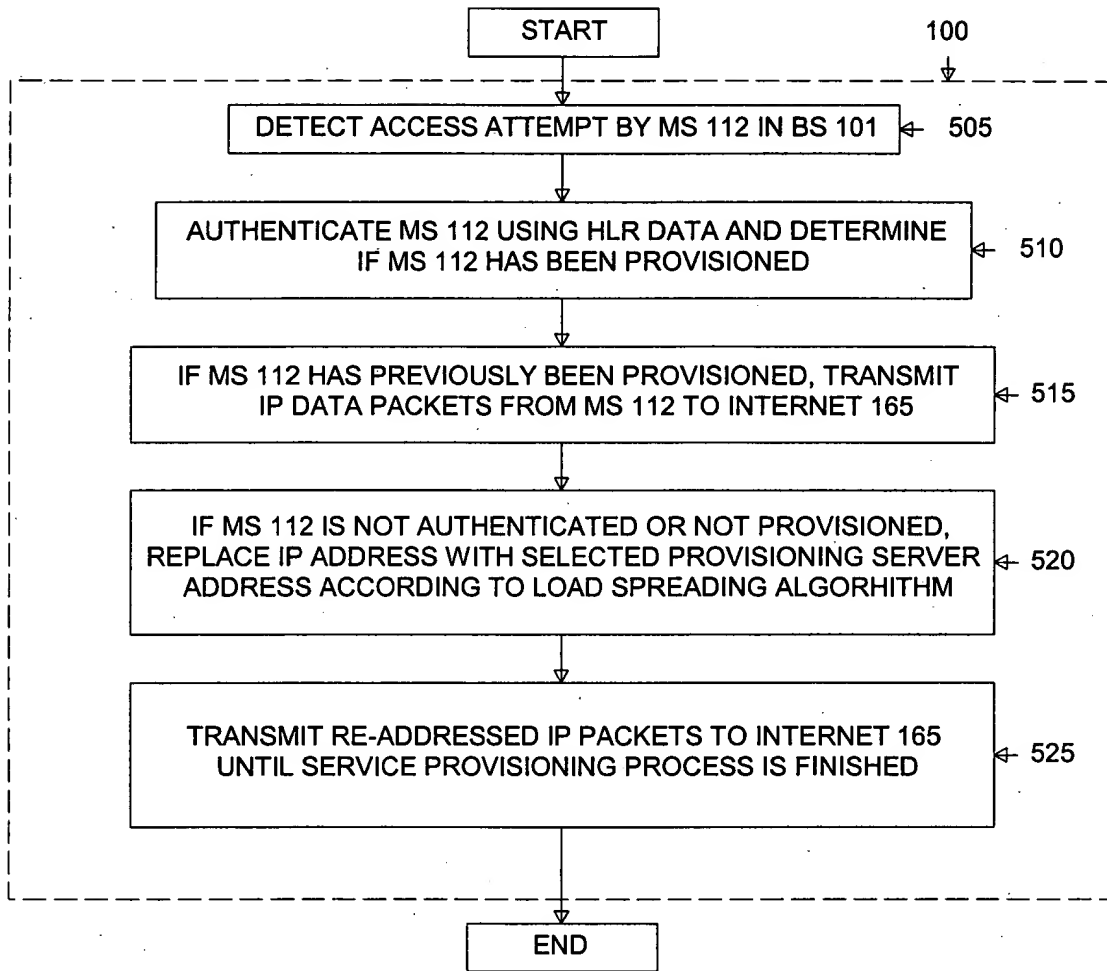 START
100
DETECT ACCESS ATTEMPT BY MS 112 IN BS 101
505
AUTHENTICATE MS 112 USING HLR DATA AND DETERMINE
IF MS 112 HAS BEEN PROVISIONED
510
IF MS 112 HAS PREVIOUSLY BEEN PROVISIONED, TRANSMIT
IP DATA PACKETS FROM MS 112 TO INTERNET 165
515
IF MS 112 IS NOT AUTHENTICATED OR NOT PROVISIONED,
REPLACE IP ADDRESS WITH SELECTED PROVISIONING SERVER
ADDRESS ACCORDING TO LOAD SPREADING ALGORHITHM
520
TRANSMIT RE-ADDRESSED IP PACKETS TO INTERNET 165
UNTIL SERVICE PROVISIONING PROCESS IS FINISHED
525
END